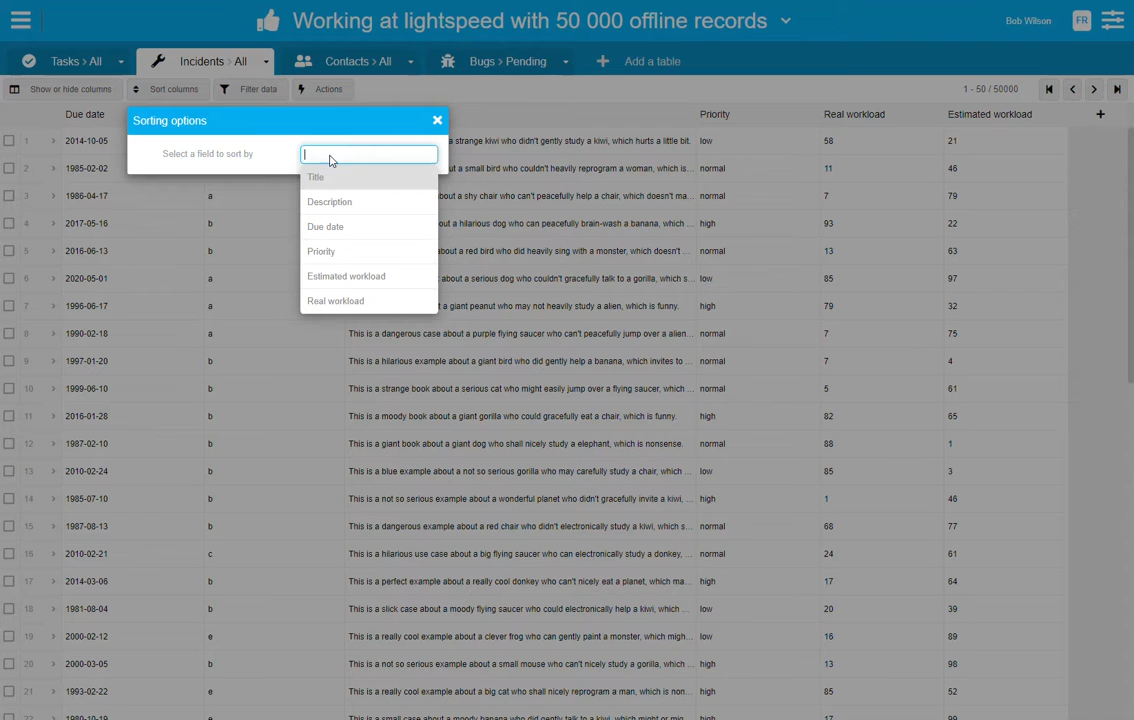 Working at lightspeed with 50 000 offline records
Bob Wilson FR
Tasks > All Incidents > All Contacts > All Bugs > Pending + Add a table
Show or hide columns Sort columns Filter data Actions 1 - 50 / 50000
Due date Priority Real workload Estimated workload +
Sorting options
Select a field to sort by
Title
Description
Due date
Priority
Estimated workload
Real workload
1 > 2014-10-05 a strange kiwi who didn't gently study a kiwi, which hurts a little bit. low 58 21
2 > 1985-02-02 ut a small bird who couldn't heavily reprogram a woman, which is... normal 11 46
3 > 1986-04-17 a bout a shy chair who can't peacefully help a chair, which doesn't ma... normal 7 79
4 > 2017-05-16 b out a hilarious dog who can peacefully brain-wash a banana, which ... high 93 22
5 > 2016-06-13 b bout a red bird who did heavily sing with a monster, which doesn't ... normal 13 63
6 > 2020-05-01 a about a serious dog who couldn't gracefully talk to a gorilla, which s... low 85 97
7 > 1996-06-17 a t a giant peanut who may not heavily study a alien, which is funny. high 79 32
8 > 1990-02-18 a This is a dangerous case about a purple flying saucer who can't peacefully jump over a alien... normal 7 75
9 > 1997-01-20 b This is a hilarious example about a giant bird who did gently help a banana, which invites to ... normal 7 4
10 > 1999-06-10 b This is a strange book about a serious cat who might easily jump over a flying saucer, which ... normal 5 61
11 > 2016-01-28 b This is a moody book about a giant gorilla who could gracefully eat a chair, which is funny. high 82 65
12 > 1987-02-10 b This is a giant book about a giant dog who shall nicely study a elephant, which is nonsense. normal 88 1
13 > 2010-02-24 b This is a blue example about a not so serious gorilla who may carefully study a chair, which ... low 85 3
14 > 1985-07-10 b This is a not so serious example about a wonderful planet who didn't gracefully invite a kiwi, ... high 1 46
15 > 1987-08-13 b This is a dangerous example about a red chair who didn't electronically study a kiwi, which s... normal 68 77
16 > 2010-02-21 c This is a hilarious use case about a big flying saucer who can electronically study a donkey, ... normal 24 61
17 > 2014-03-06 b This is a perfect example about a really cool donkey who can't nicely eat a planet, which ma... high 17 64
18 > 1981-08-04 b This is a slick case about a moody flying saucer who could electronically help a kiwi, which ... low 20 39
19 > 2000-02-12 e This is a really cool example about a clever frog who can gently paint a monster, which migh... low 16 89
20 > 2000-03-05 b This is a not so serious example about a small mouse who can't nicely study a gorilla, which ... high 13 98
21 > 1993-02-22 e This is a really cool example about a big cat who shall nicely reprogram a man, which is non... high 85 52
22 > 1980-10-19 This is a small case about a moody banana who did gently talk to a kiwi, which might or mig... high 17 99